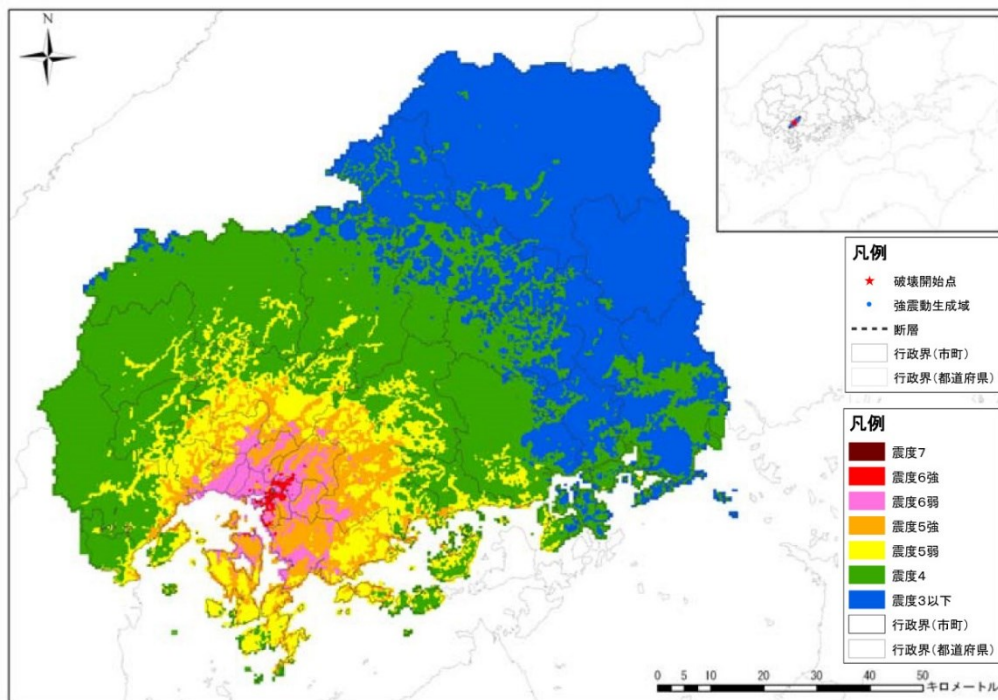 N
凡例
破壊開始点
強震動生成域
断層
行政界(市町)
行政界(都道府県)
凡例
震度7
震度6強
震度6弱
震度5強
震度5弱
震度4
震度3以下
行政界(市町)
行政界(都道府県)
0 5 10 20 30 40 50
キロメートル